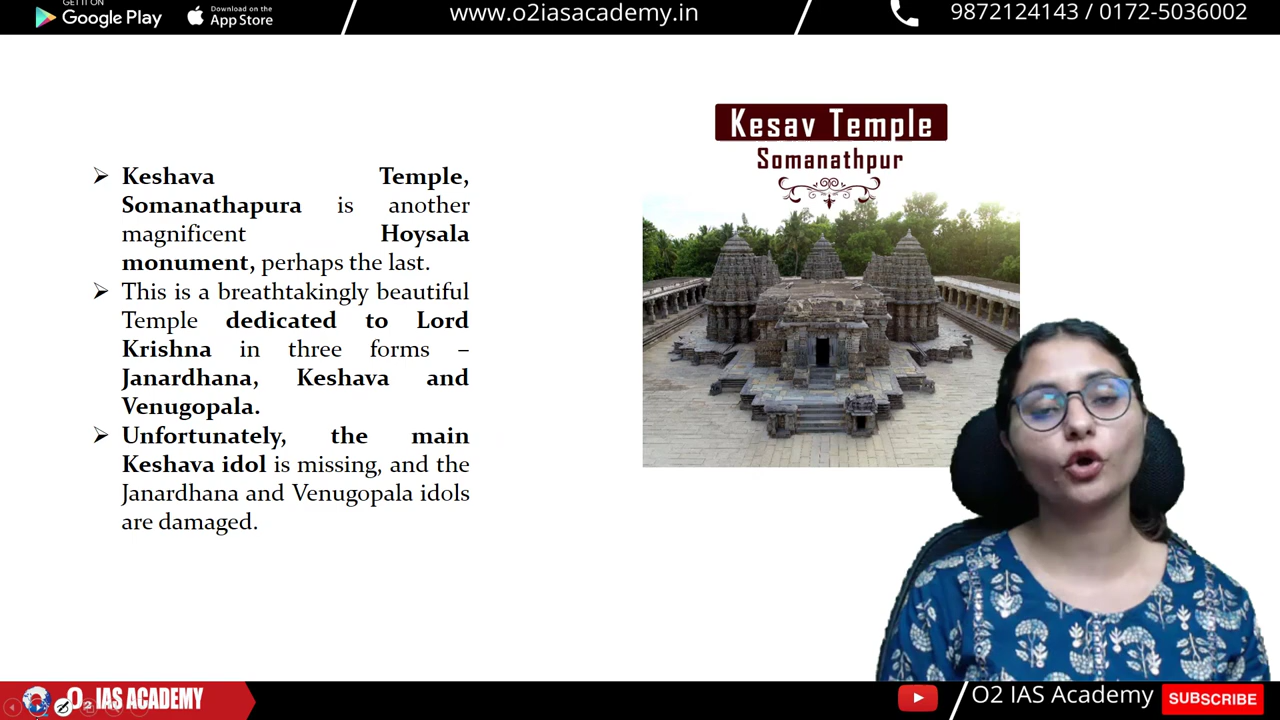 GET IT ON
Google Play
Download on the
App Store
www.o2iasacademy.in
9872124143 / 0172-5036002
Kesav Temple
Somanathpur
➢ Keshava Temple,
Somanathapura is another
magnificent Hoysala
monument, perhaps the last.
➢ This is a breathtakingly beautiful
Temple dedicated to Lord
Krishna in three forms –
Janardhana, Keshava and
Venugopala.
➢ Unfortunately, the main
Keshava idol is missing, and the
Janardhana and Venugopala idols
are damaged.
O2 IAS ACADEMY
O2 IAS Academy
SUBSCRIBE